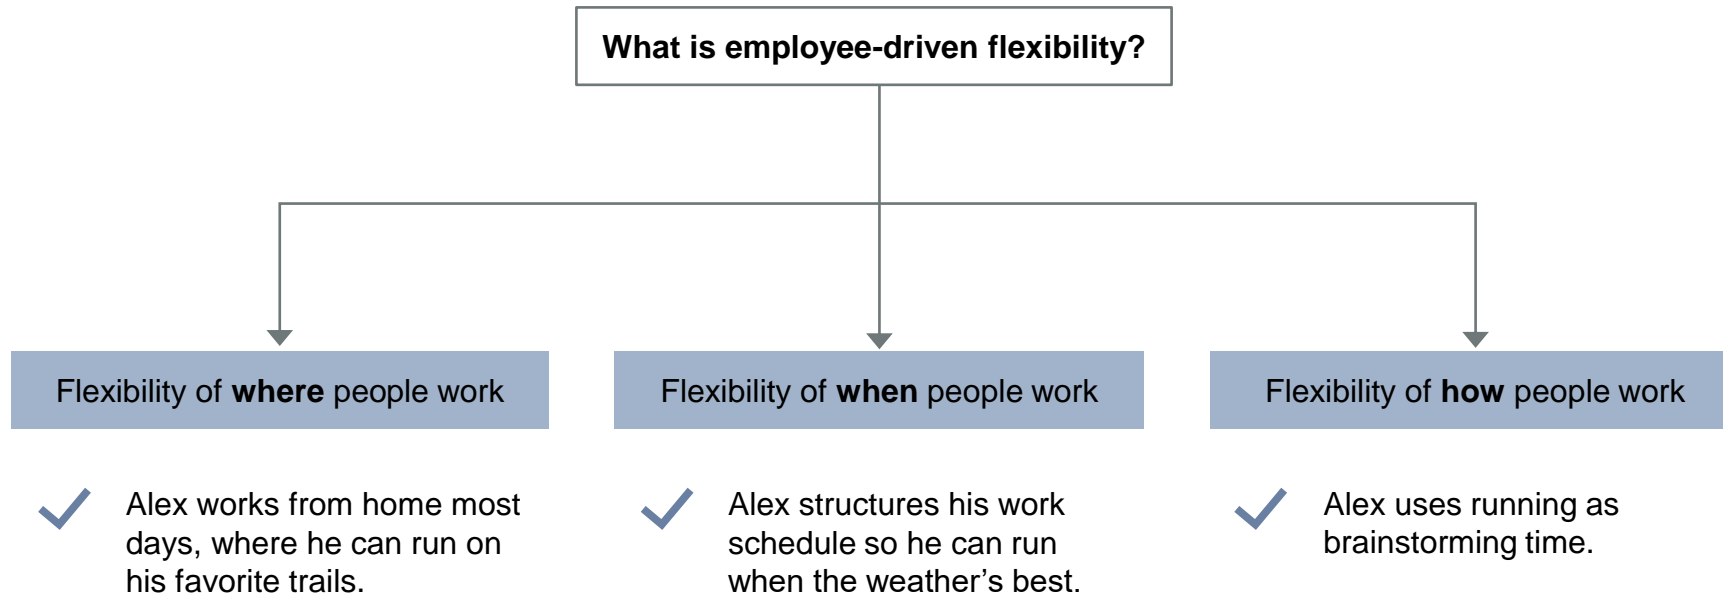 What is employee-driven flexibility?
Flexibility of where people work
Flexibility of when people work
Flexibility of how people work
Alex works from home most
days, where he can run on
his favorite trails.
Alex structures his work
schedule so he can run
when the weather’s best.
Alex uses running as
brainstorming time.